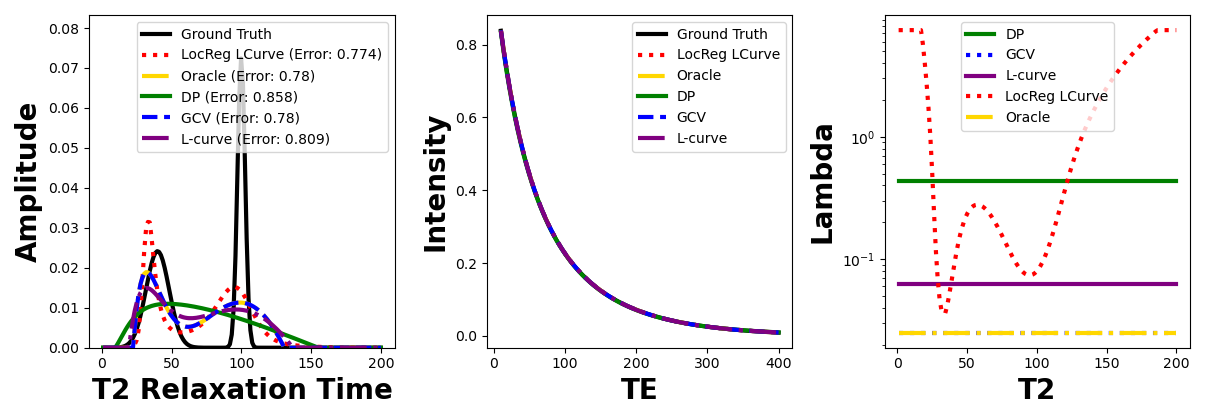 0.08
0.07
0.06
0.05
0.04
0.03
0.02
0.01
0.00
Amplitude
Ground Truth
LocReg LCurve (Error: 0.774)
Oracle (Error: 0.78)
DP (Error: 0.858)
GCV (Error: 0.78)
L-curve (Error: 0.809)
0 50 100 150 200
T2 Relaxation Time
0.8
0.6
0.4
0.2
0.0
Intensity
Ground Truth
LocReg LCurve
Oracle
DP
GCV
L-curve
0 100 200 300 400
TE
10⁰
10⁻¹
Lambda
DP
GCV
L-curve
LocReg LCurve
Oracle
0 50 100 150 200
T2